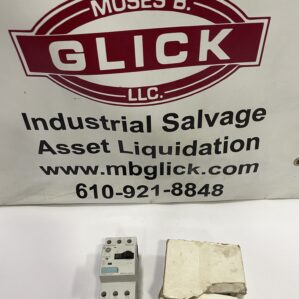 MOSES B.
GLICK
LLC.
Industrial Salvage
Asset Liquidation
www.mbglick.com
610-921-8848